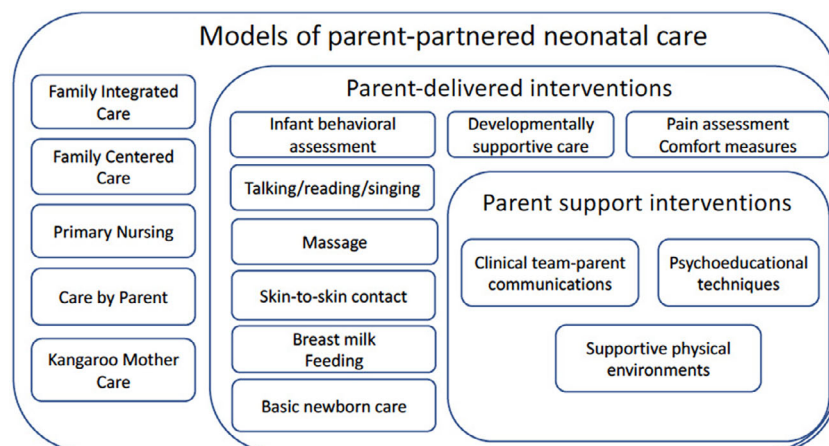 Models of parent-partnered neonatal care
Family Integrated
Care
Family Centered
Care
Primary Nursing
Care by Parent
Kangaroo Mother
Care
Parent-delivered interventions
Infant behavioral
assessment
Developmentally
supportive care
Pain assessment
Comfort measures
Talking/reading/singing
Massage
Skin-to-skin contact
Breast milk
Feeding
Basic newborn care
Parent support interventions
Clinical team-parent
communications
Psychoeducational
techniques
Supportive physical
environments